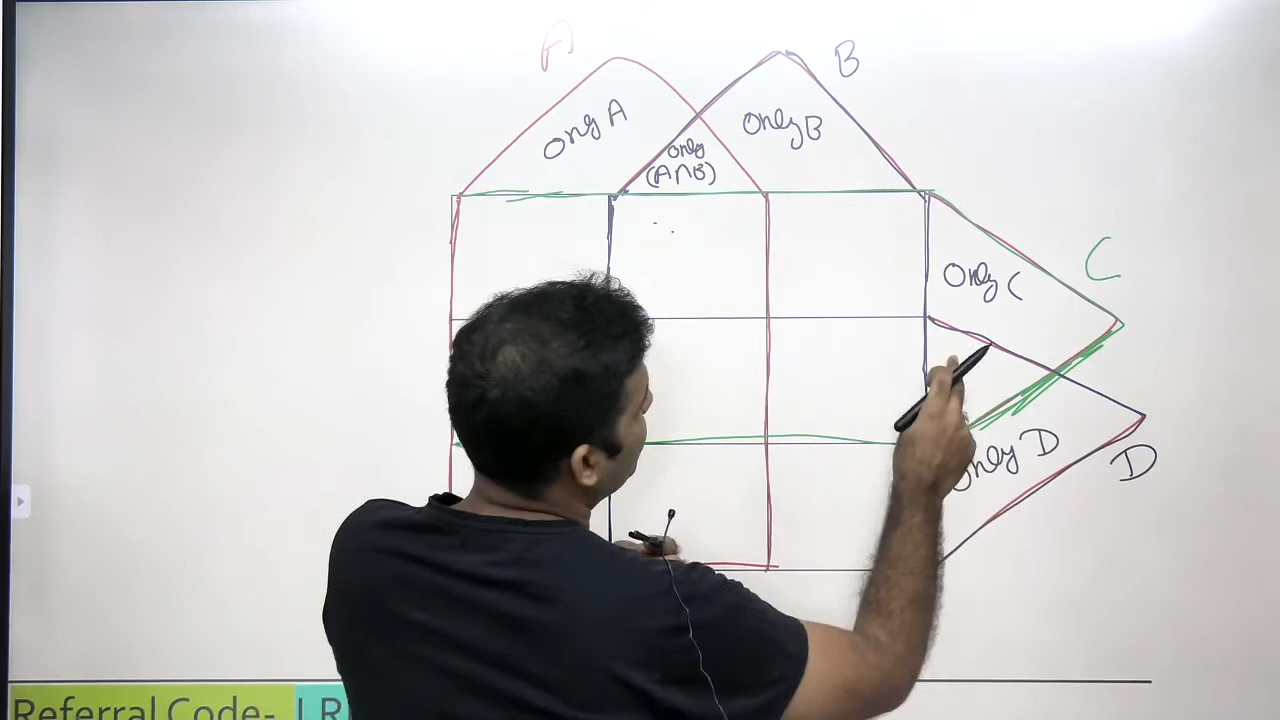 A
B
Only A
Only B
Only
(A∩B)
Only C
C
Only D
D
Referral Code-